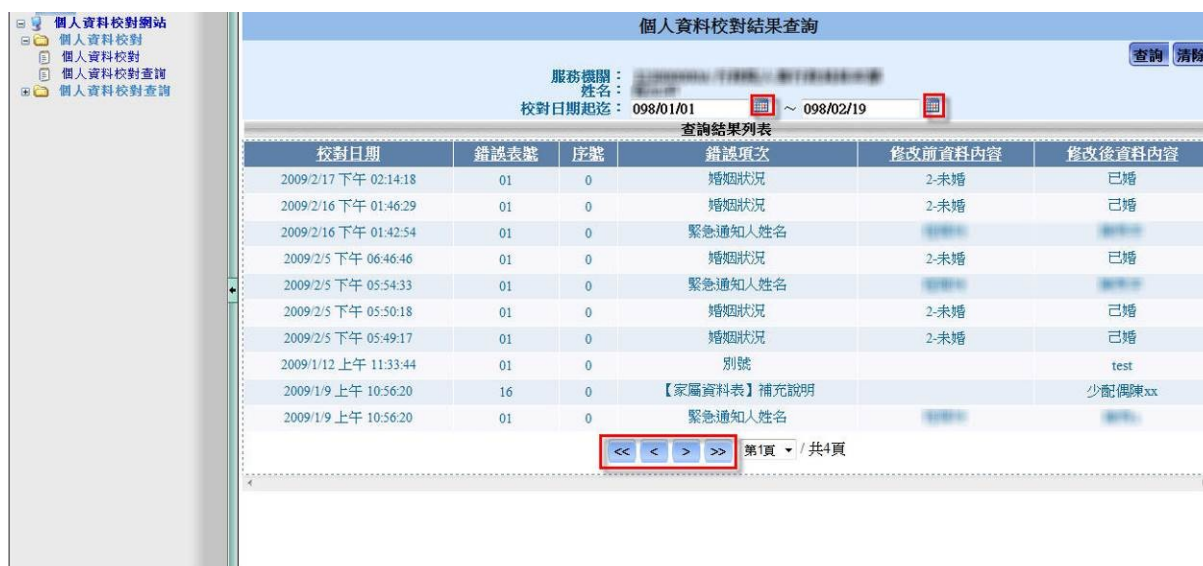 個人資料校對網站
個人資料校對
個人資料校對
個人資料校對查詢
個人資料校對查詢
個人資料校對結果查詢
查詢 清除
服務機關：
姓名：
校對日期起迄： 098/01/01 ~ 098/02/19
查詢結果列表
校對日期 錯誤表號 序號 錯誤項次 修改前資料內容 修改後資料內容
2009/2/17 下午 02:14:18 01 0 婚姻狀況 2-未婚 已婚
2009/2/16 下午 01:46:29 01 0 婚姻狀況 2-未婚 已婚
2009/2/16 下午 01:42:54 01 0 緊急通知人姓名
2009/2/5 下午 06:46:46 01 0 婚姻狀況 2-未婚 已婚
2009/2/5 下午 05:54:33 01 0 緊急通知人姓名
2009/2/5 下午 05:50:18 01 0 婚姻狀況 2-未婚 已婚
2009/2/5 下午 05:49:17 01 0 婚姻狀況 2-未婚 已婚
2009/1/12 上午 11:33:44 01 0 別號 test
2009/1/9 上午 10:56:20 16 0 【家屬資料表】補充說明 少配偶陳xx
2009/1/9 上午 10:56:20 01 0 緊急通知人姓名
<< < > >> 第1頁 / 共4頁